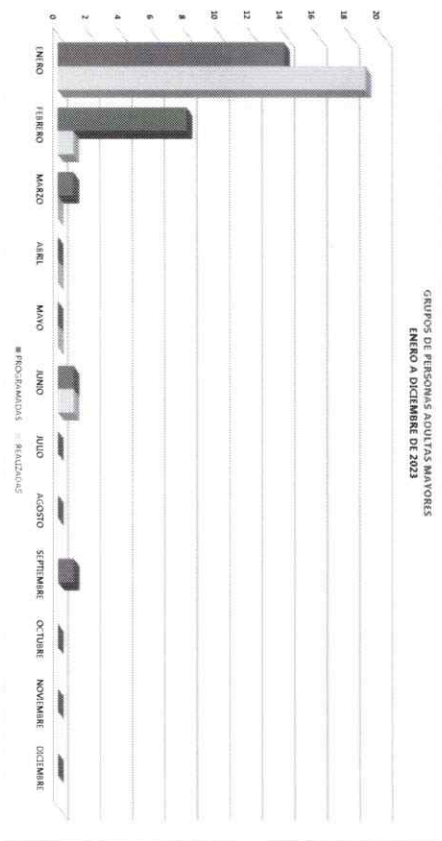 GRUPOS DE PERSONAS ADULTAS MAYORES
ENERO A DICIEMBRE DE 2023
20
18
16
14
12
10
8
6
4
2
0
ENERO
FEBRERO
MARZO
ABRIL
MAYO
JUNIO
JULIO
AGOSTO
SEPTIEMBRE
OCTUBRE
NOVIEMBRE
DICIEMBRE
PROGRAMADAS REALIZADAS